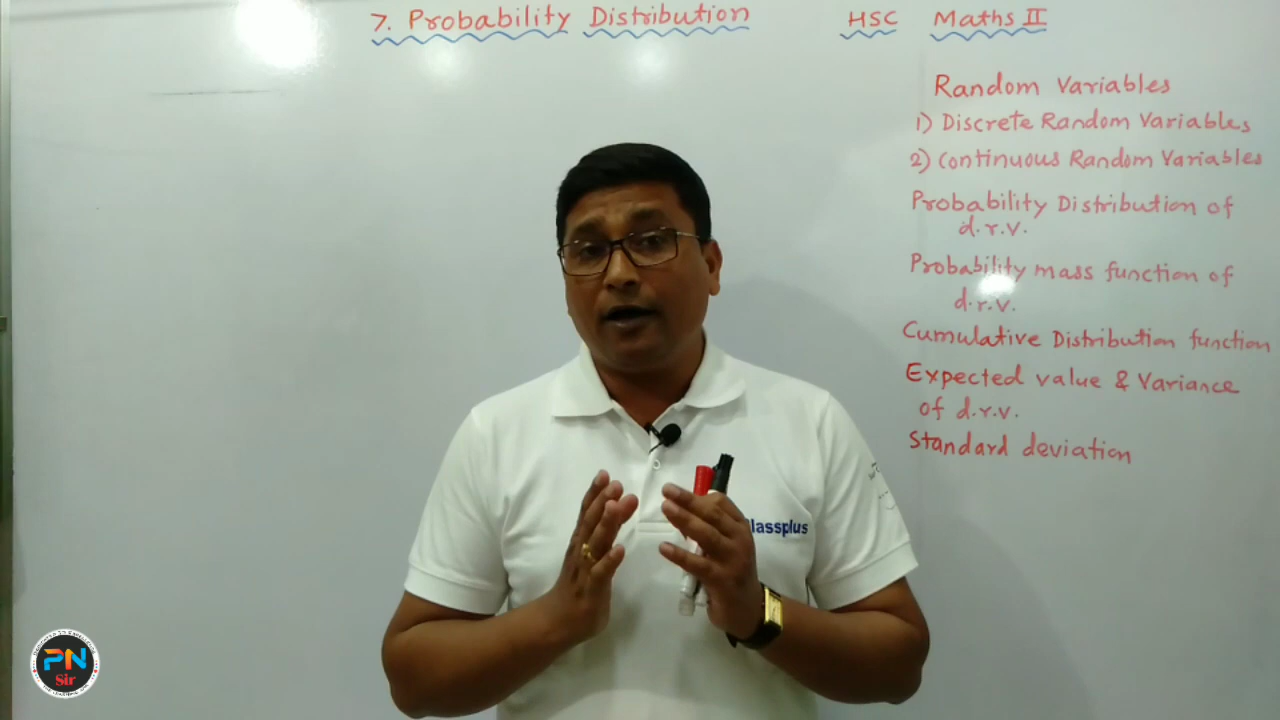 7. Probability Distribution HSC Maths II
Random Variables
1) Discrete Random Variables
2) Continuous Random Variables
Probability Distribution of
d.r.v.
Probability mass function of
d.r.v.
Cumulative Distribution function
Expected value & Variance
of d.r.v.
Standard deviation
lassplus
PN
Sir